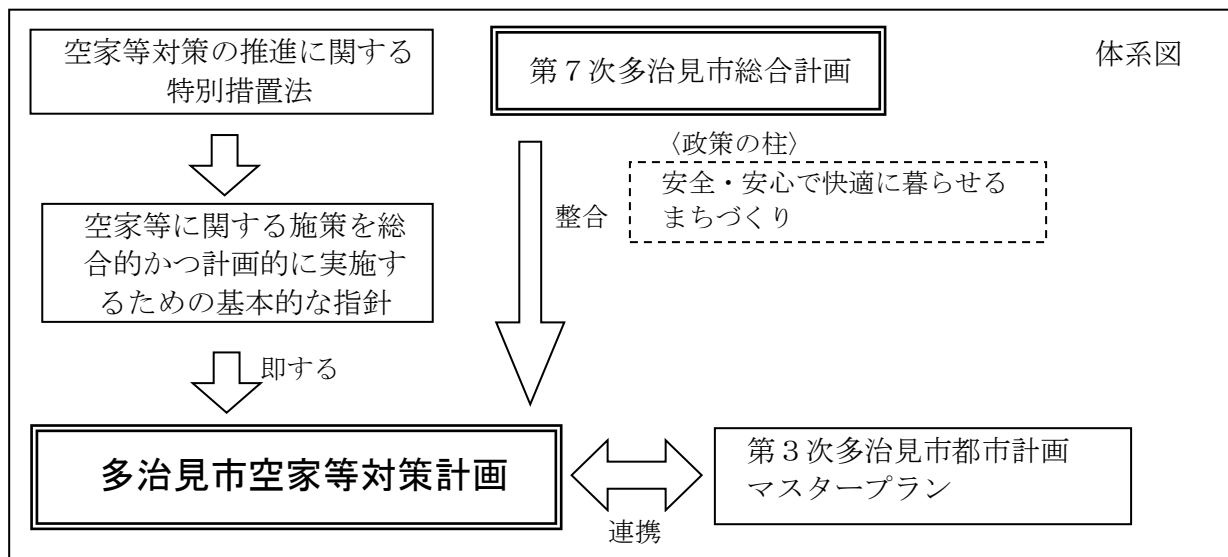 体系図
空家等対策の推進に関する
特別措置法
第７次多治見市総合計画
〈政策の柱〉
安全・安心で快適に暮らせる
まちづくり
整合
空家等に関する施策を総
合的かつ計画的に実施す
るための基本的な指針
即する
多治見市空家等対策計画
連携
第３次多治見市都市計画
マスタープラン